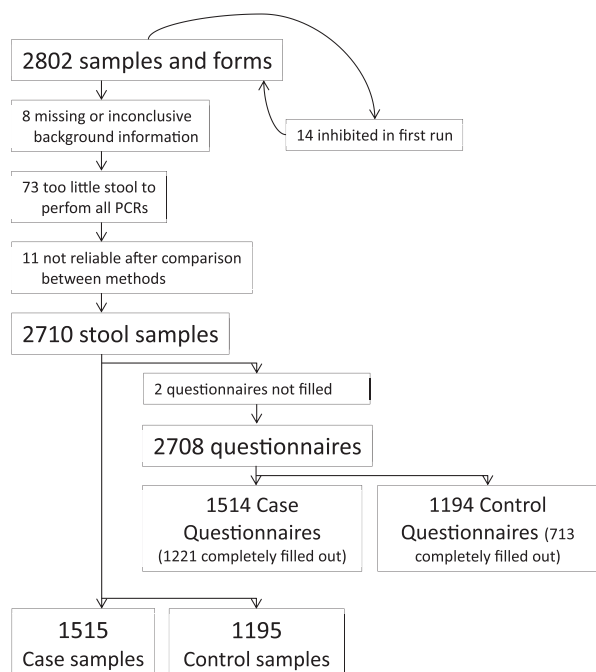 2802 samples and forms
8 missing or inconclusive
background information
14 inhibited in first run
73 too little stool to
perfom all PCRs
11 not reliable after comparison
between methods
2710 stool samples
2 questionnaires not filled
2708 questionnaires
1514 Case
Questionnaires
(1221 completely filled out)
1194 Control
Questionnaires (713
completely filled out)
1515
Case samples
1195
Control samples